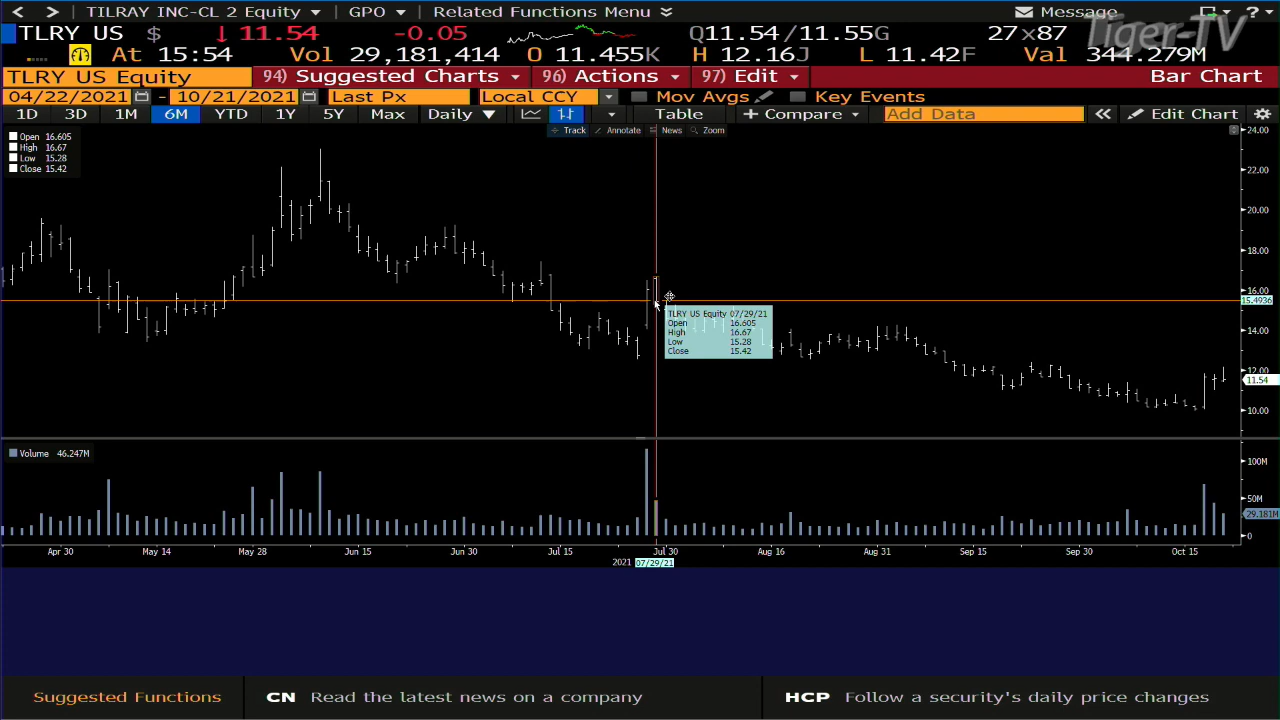 TILRAY INC-CL 2 Equity GPO Related Functions Menu Message ?
Tiger-TV
TLRY US $ 11.54 -0.05 Q11.54 / 11.55G 27x87
At 15:54 Vol 29,181,414 O 11.455K H 12.16J L 11.42F Val 344.279M
TLRY US Equity 94) Suggested Charts 96) Actions 97) Edit Bar Chart
04/22/2021 - 10/21/2021 Last Px Local CCY Mov Avgs Key Events
1D 3D 1M 6M YTD 1Y 5Y Max Daily Table + Compare Add Data Edit Chart
Track Annotate News Zoom
Open 16.605
High 16.67
Low 15.28
Close 15.42
24.00
22.00
20.00
18.00
16.00
15.4936
14.00
12.00
11.54
10.00
TLRY US Equity 07/29/21
Open 16.605
High 16.67
Low 15.28
Close 15.42
Volume 46.247M
100M
50M
29.181M
0
Apr 30 May 14 May 28 Jun 15 Jun 30 Jul 15 Jul 30 Aug 16 Aug 31 Sep 15 Sep 30 Oct 15
2021 07/29/21
Suggested Functions CN Read the latest news on a company HCP Follow a security's daily price changes